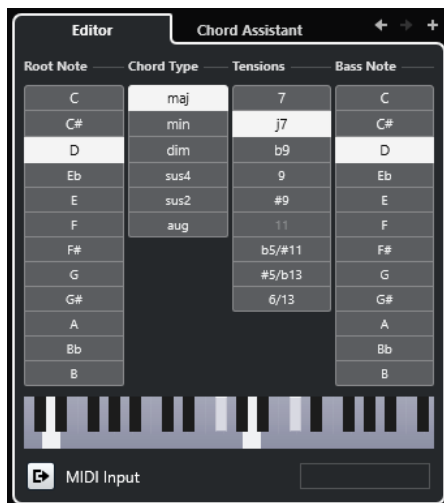 Editor Chord Assistant
Root Note Chord Type Tensions Bass Note
C maj 7 C
C# min j7 C#
D dim b9 D
Eb sus4 9 Eb
E sus2 #9 E
F aug 11 F
F# b5/#11 F#
G #5/b13 G
G# 6/13 G#
A A
Bb Bb
B B
MIDI Input